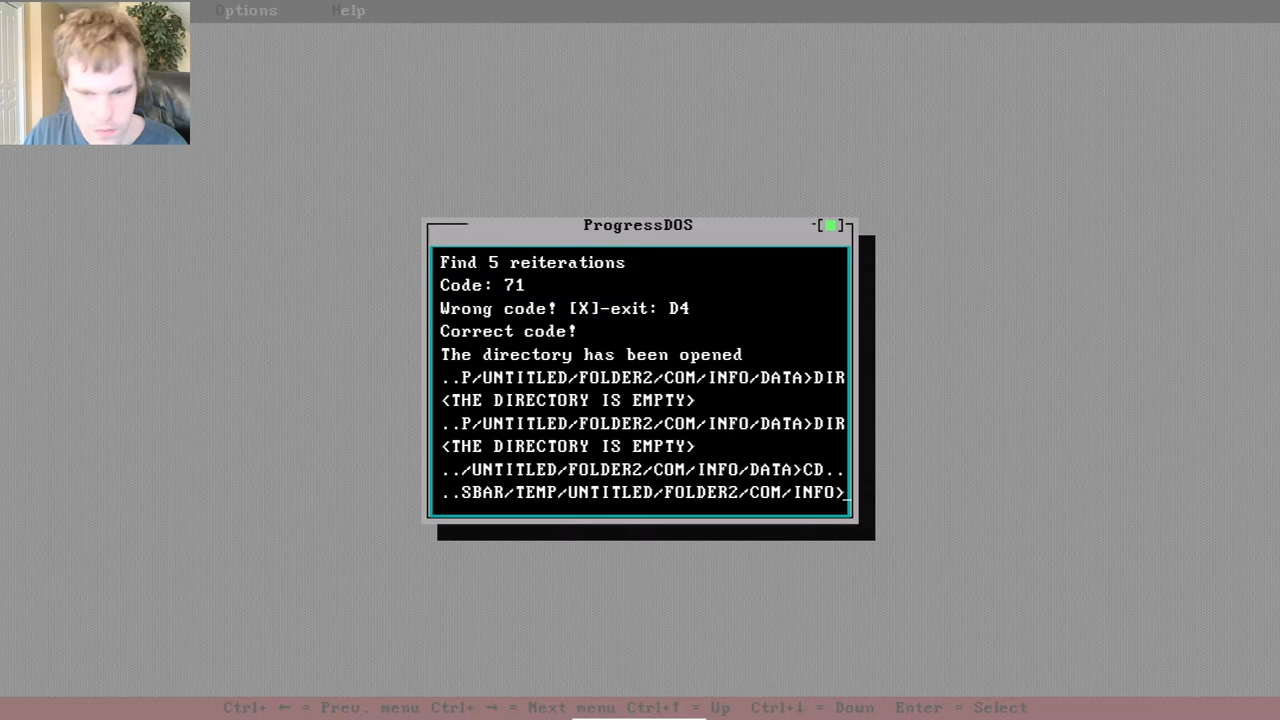 Options Help
ProgressDOS
Find 5 reiterations
Code: 71
Wrong code! [X]-exit: D4
Correct code!
The directory has been opened
..P/UNTITLED/FOLDER2/COM/INFO/DATA>DIR
<THE DIRECTORY IS EMPTY>
..P/UNTITLED/FOLDER2/COM/INFO/DATA>DIR
<THE DIRECTORY IS EMPTY>
../UNTITLED/FOLDER2/COM/INFO/DATA>CD..
..SBAR/TEMP/UNTITLED/FOLDER2/COM/INFO>_
Ctrl+ ← = Prev. menu Ctrl+ → = Next menu Ctrl+↑ = Up Ctrl+↓ = Down Enter = Select